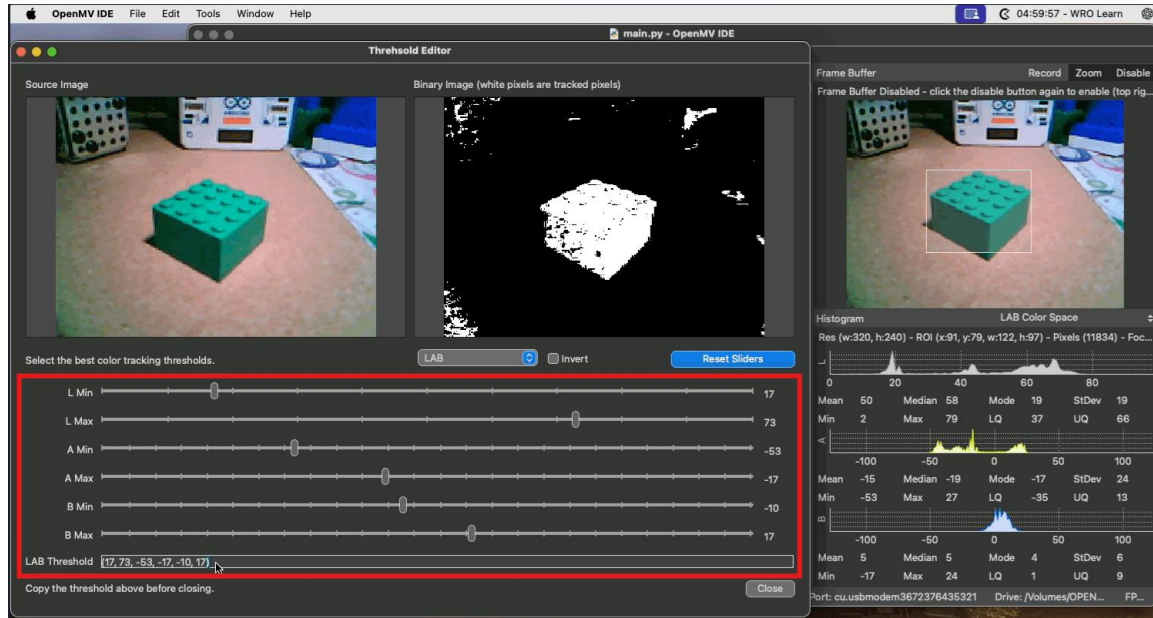 OpenMV IDE File Edit Tools Window Help 04:59:57 - WRO Learn
main.py - OpenMV IDE
Threhsold Editor
Source Image Binary Image (white pixels are tracked pixels)
Select the best color tracking thresholds. LAB Invert Reset Sliders
L Min 17
L Max 73
A Min -53
A Max -17
B Min -10
B Max 17
LAB Threshold (17, 73, -53, -17, -10, 17)
Copy the threshold above before closing. Close
Frame Buffer Record Zoom Disable
Frame Buffer Disabled - click the disable button again to enable (top rig...
Histogram LAB Color Space
Res (w:320, h:240) - ROI (x:91, y:79, w:122, h:97) - Pixels (11834) - Foc...
L
0 20 40 60 80
Mean 50 Median 58 Mode 19 StDev 19
Min 2 Max 79 LQ 37 UQ 66
A
-100 -50 0 50 100
Mean -15 Median -19 Mode -17 StDev 24
Min -53 Max 27 LQ -35 UQ 13
B
-100 -50 0 50 100
Mean 5 Median 5 Mode 4 StDev 6
Min -17 Max 24 LQ 1 UQ 9
Port: cu.usbmodem3672376435321 Drive: /Volumes/OPEN... FP...